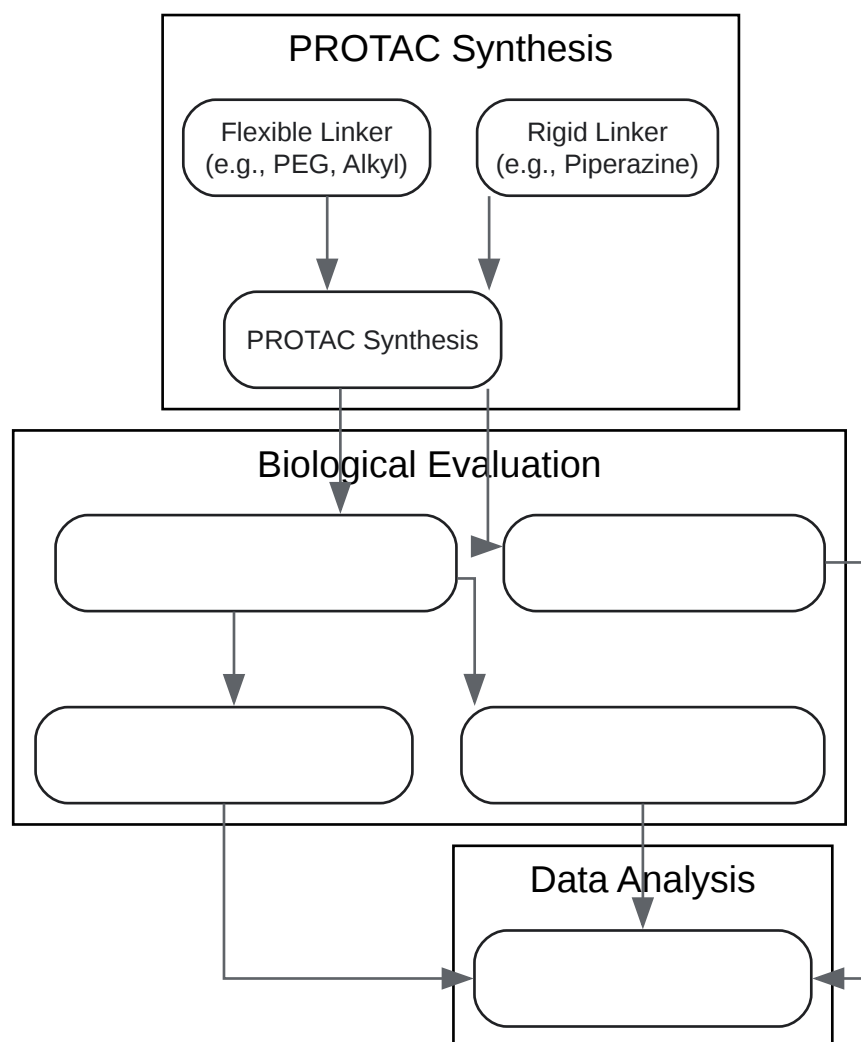 PROTAC Synthesis
Flexible Linker
(e.g., PEG, Alkyl)
Rigid Linker
(e.g., Piperazine)
PROTAC Synthesis
Biological Evaluation
Data Analysis